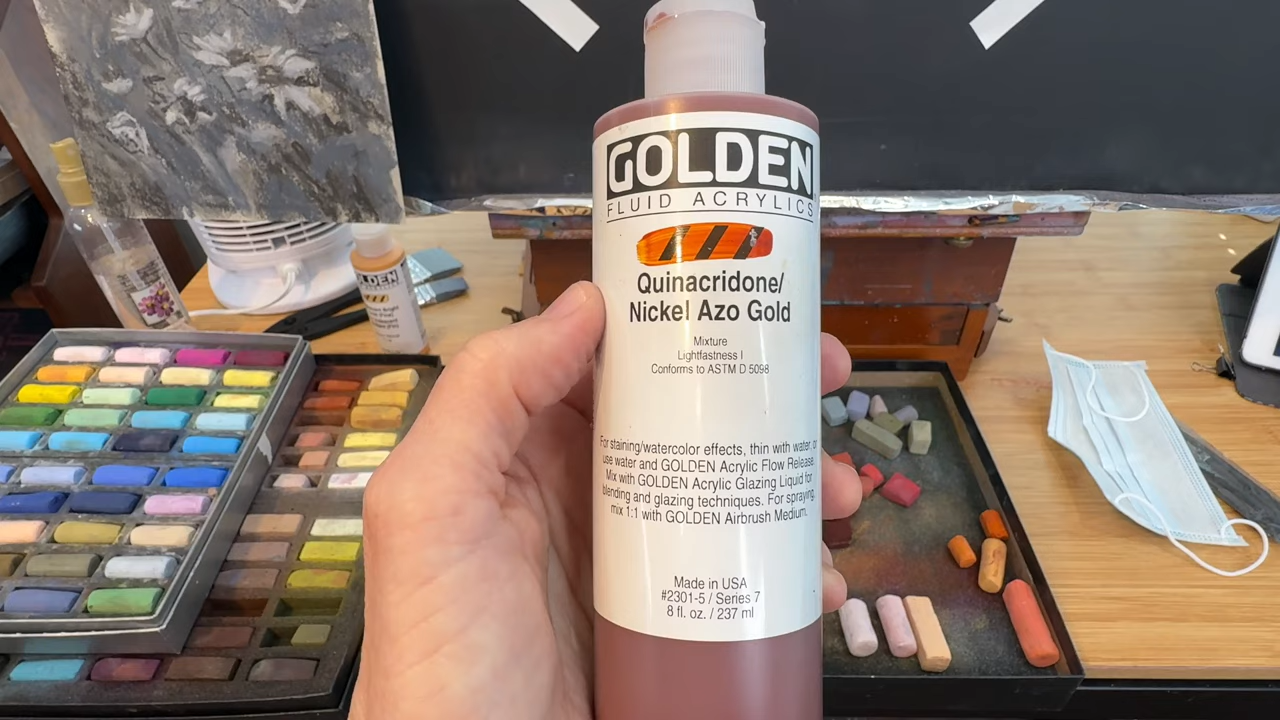 GOLDEN
FLUID ACRYLICS
Quinacridone/
Nickel Azo Gold
Mixture
Lightfastness I
Conforms to ASTM D 5098
For staining/watercolor effects, thin with water, or
use water and GOLDEN Acrylic Flow Release.
Mix with GOLDEN Acrylic Glazing Liquid for
blending and glazing techniques. For spraying,
mix 1:1 with GOLDEN Airbrush Medium.
Made in USA
#2301-5 / Series 7
8 fl. oz. / 237 ml
GOLDEN